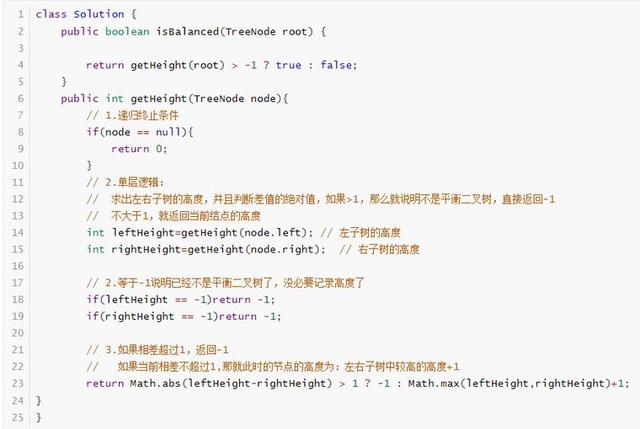 1 class Solution {
2     public boolean isBalanced(TreeNode root) {
3
4         return getHeight(root) > -1 ? true : false;
5     }
6     public int getHeight(TreeNode node){
7         // 1.递归终止条件
8         if(node == null){
9             return 0;
10         }
11         // 2.单层逻辑:
12         //  求出左右子树的高度，并且判断差值的绝对值，如果>1，那么就说明不是平衡二叉树，直接返回-1
13         //  不大于1，就返回当前结点的高度
14         int leftHeight=getHeight(node.left); // 左子树的高度
15         int rightHeight=getHeight(node.right);  // 右子树的高度
16
17         // 2.等于-1说明已经不是平衡二叉树了，没必要记录高度了
18         if(leftHeight == -1)return -1;
19         if(rightHeight == -1)return -1;
20
21         // 3.如果相差超过1，返回-1
22         //   如果当前相差不超过1,那就此时的节点的高度为：左右子树中较高的高度+1
23         return Math.abs(leftHeight-rightHeight) > 1 ? -1 : Math.max(leftHeight,rightHeight)+1;
24 }
25 }